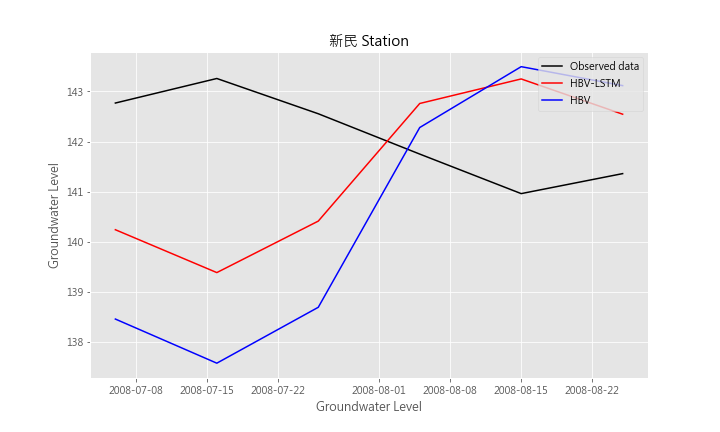 新民 Station
Observed data
HBV-LSTM
HBV
Groundwater Level
143
142
141
140
139
138
2008-07-08 2008-07-15 2008-07-22 2008-08-01 2008-08-08 2008-08-15 2008-08-22
Groundwater Level